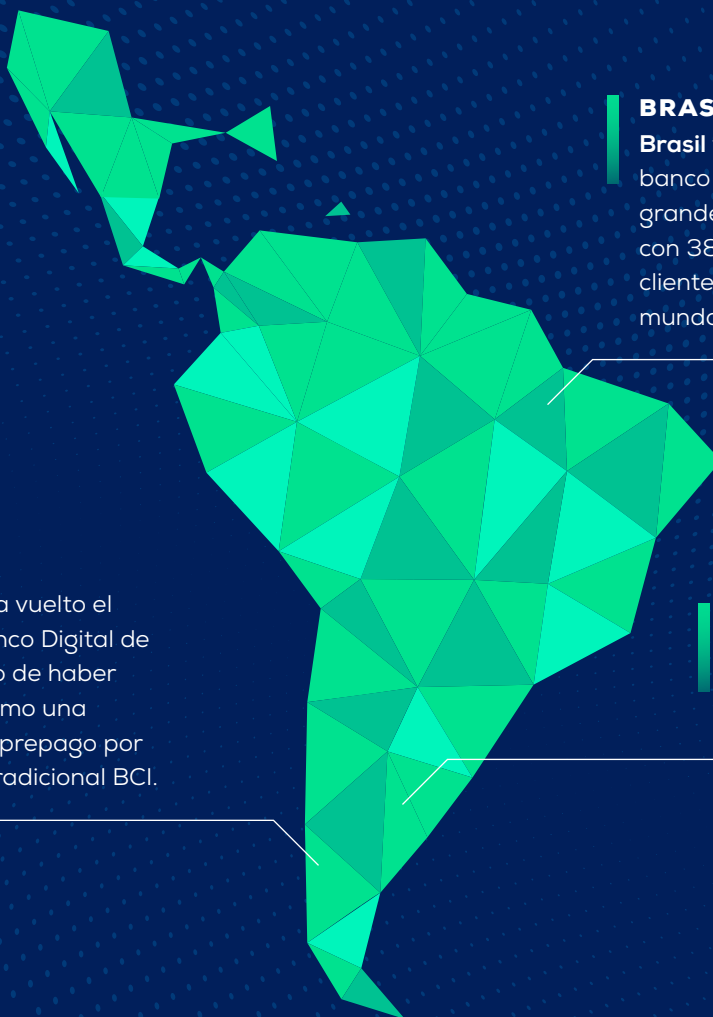 BRAS
Brasil
banco
grande
con 38
cliente
mundo
a vuelto el
nco Digital de
o de haber
mo una
prepago por
radicional BCI.